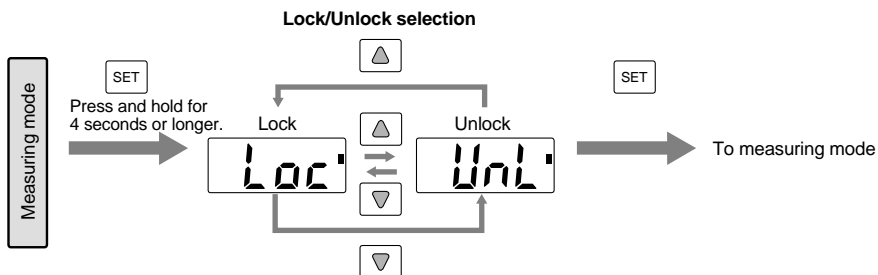 Lock/Unlock selection
SET
SET
Measuring mode
Press and hold for
4 seconds or longer.
Lock
Unlock
Loc
UnL
To measuring mode